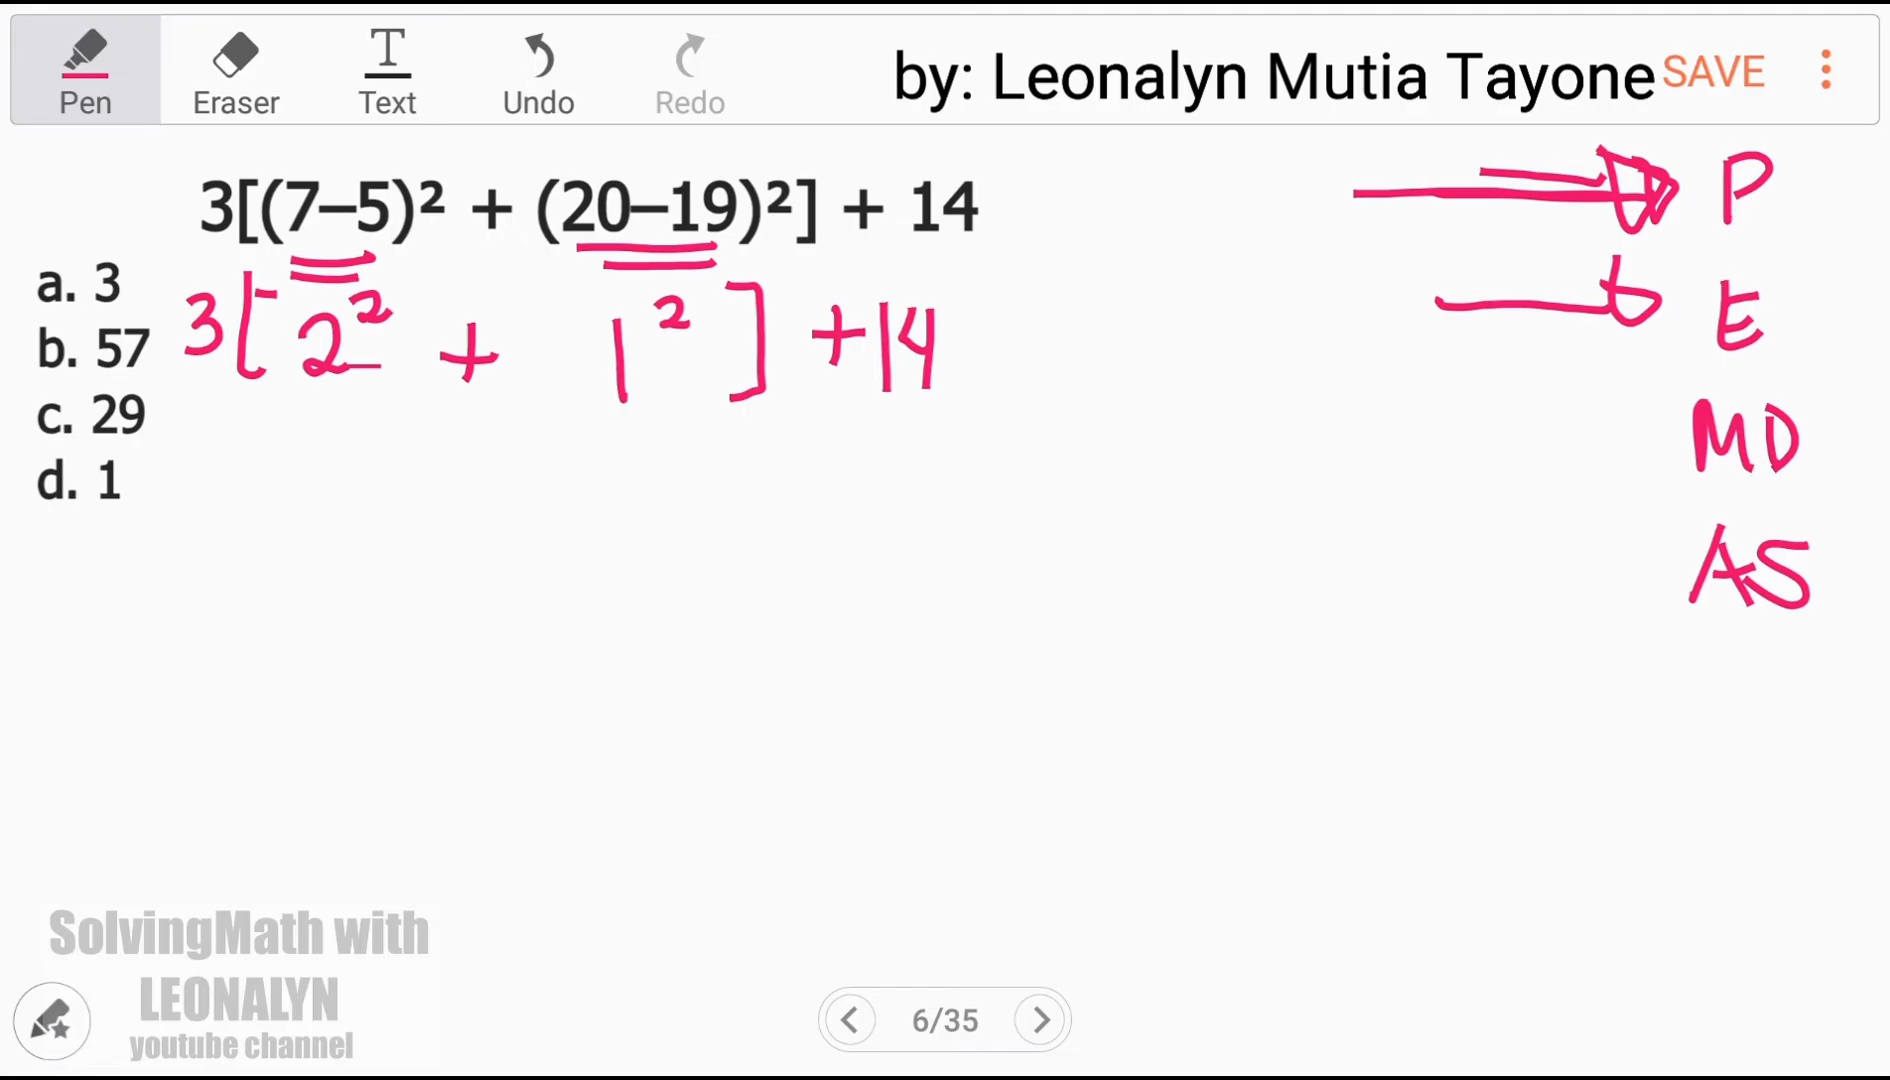 Pen Eraser Text Undo Redo by: Leonalyn Mutia Tayone SAVE
3[(7–5)² + (20–19)²] + 14
P
a. 3
3[2² + 1²] + 14
E
b. 57
c. 29
MD
d. 1
AS
SolvingMath with
LEONALYN
youtube channel
6/35